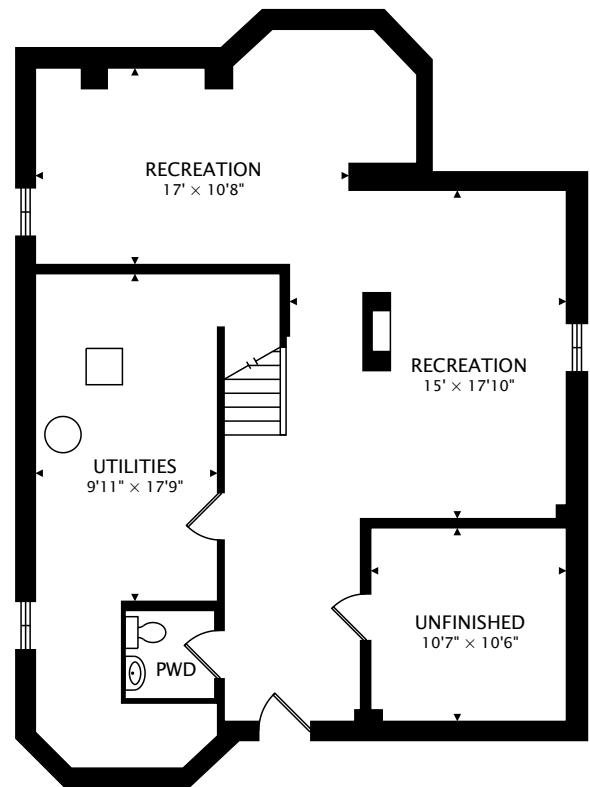 RECREATION
17' × 10'8"
RECREATION
15' × 17'10"
UTILITIES
9'11" × 17'9"
UNFINISHED
10'7" × 10'6"
PWD